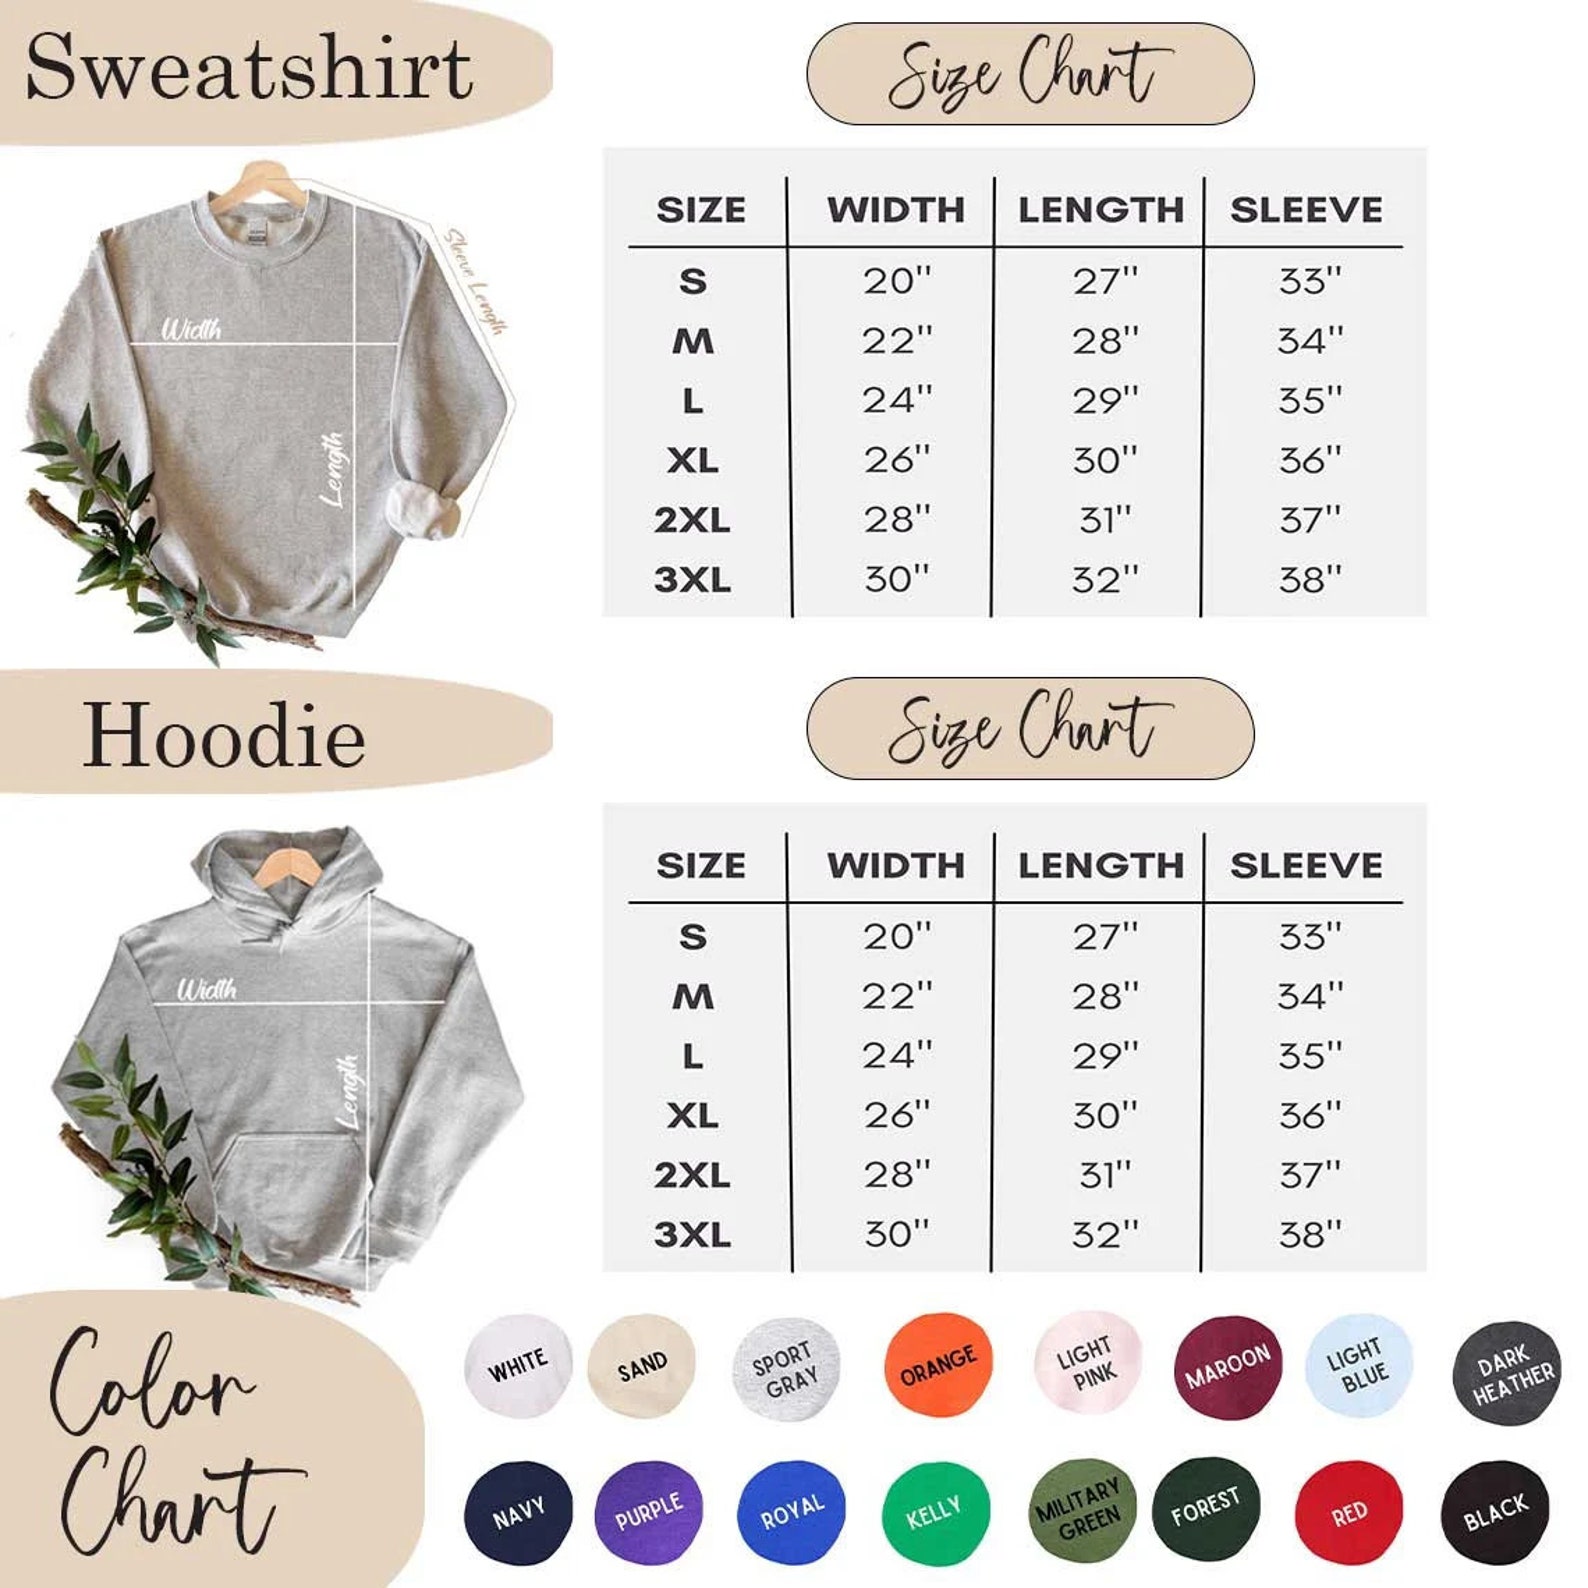 Sweatshirt
Size Chart
Sleeve Length
Width
Length
SIZE WIDTH LENGTH SLEEVE
S 20" 27" 33"
M 22" 28" 34"
L 24" 29" 35"
XL 26" 30" 36"
2XL 28" 31" 37"
3XL 30" 32" 38"
Hoodie
Size Chart
Width
Length
SIZE WIDTH LENGTH SLEEVE
S 20" 27" 33"
M 22" 28" 34"
L 24" 29" 35"
XL 26" 30" 36"
2XL 28" 31" 37"
3XL 30" 32" 38"
Color
Chart
WHITE
SAND
SPORT
GRAY
ORANGE
LIGHT
PINK
MAROON
LIGHT
BLUE
DARK
HEATHER
NAVY
PURPLE
ROYAL
KELLY
MILITARY
GREEN
FOREST
RED
BLACK